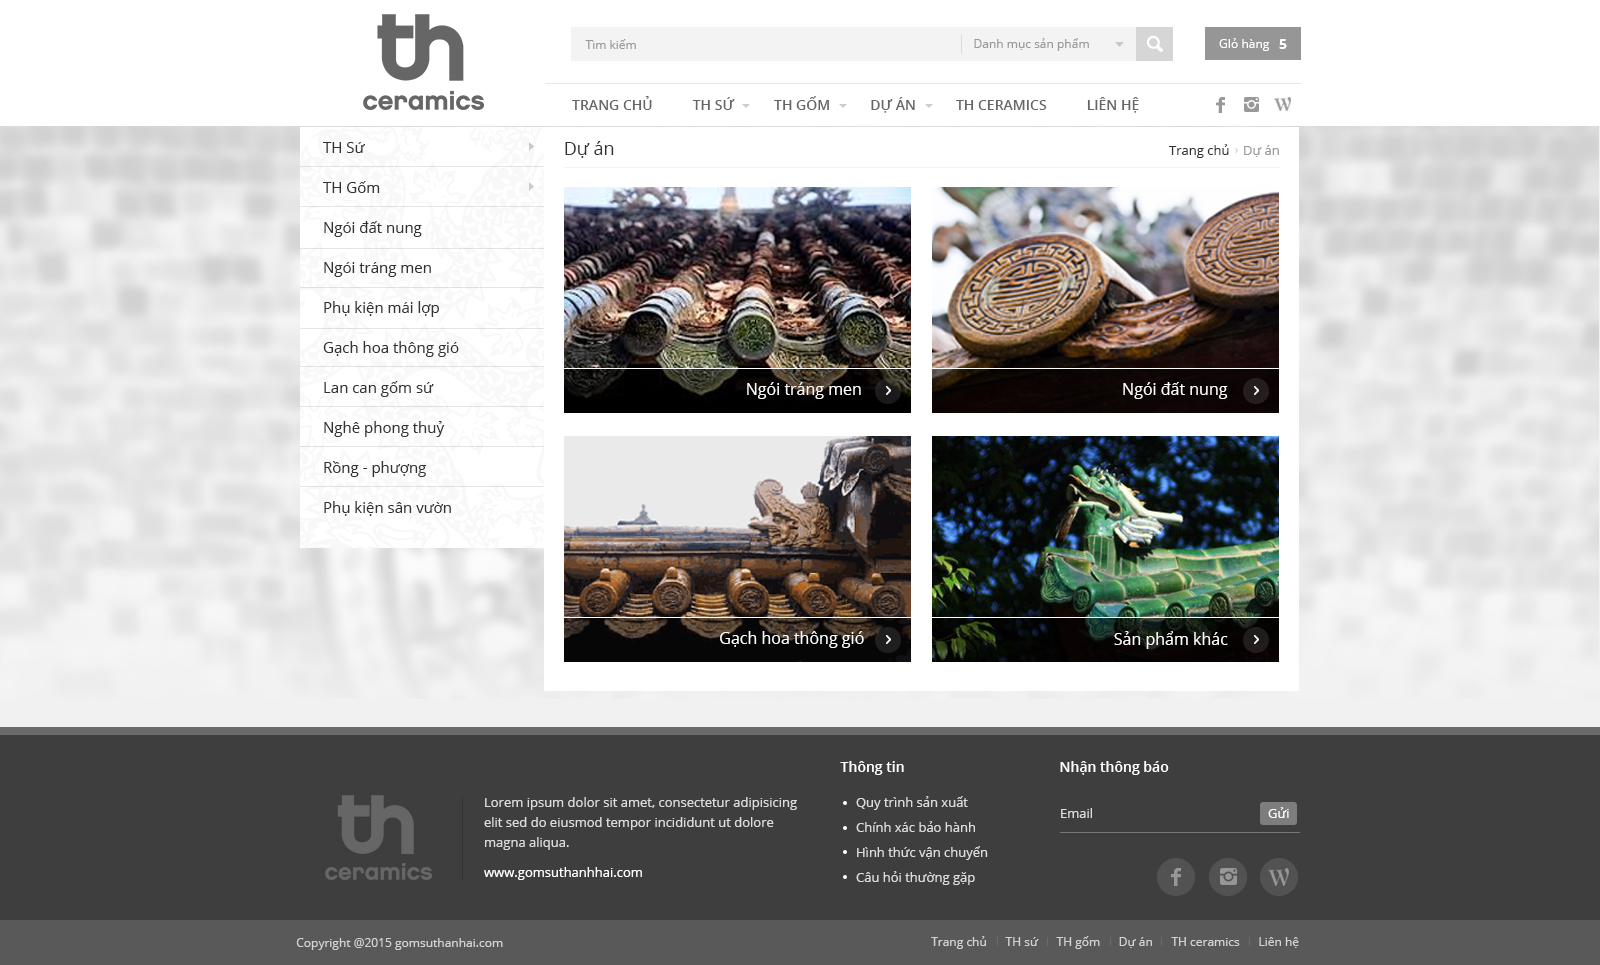 th
ceramics
Tìm kiếm
Danh mục sản phẩm
Giỏ hàng 5
TRANG CHỦ
TH SỨ
TH GỐM
DỰ ÁN
TH CERAMICS
LIÊN HỆ
TH Sứ
TH Gốm
Ngói đất nung
Ngói tráng men
Phụ kiện mái lợp
Gạch hoa thông gió
Lan can gốm sứ
Nghê phong thuỷ
Rồng - phượng
Phụ kiện sân vườn
Dự án
Trang chủ › Dự án
Ngói tráng men
Ngói đất nung
Gạch hoa thông gió
Sản phẩm khác
th
ceramics
Lorem ipsum dolor sit amet, consectetur adipisicing
elit sed do eiusmod tempor incididunt ut dolore
magna aliqua.
www.gomsuthanhhai.com
Thông tin
Quy trình sản xuất
Chính xác bảo hành
Hình thức vận chuyển
Câu hỏi thường gặp
Nhận thông báo
Email
Gửi
Copyright @2015 gomsuthanhai.com
Trang chủ
TH sứ
TH gốm
Dự án
TH ceramics
Liên hệ